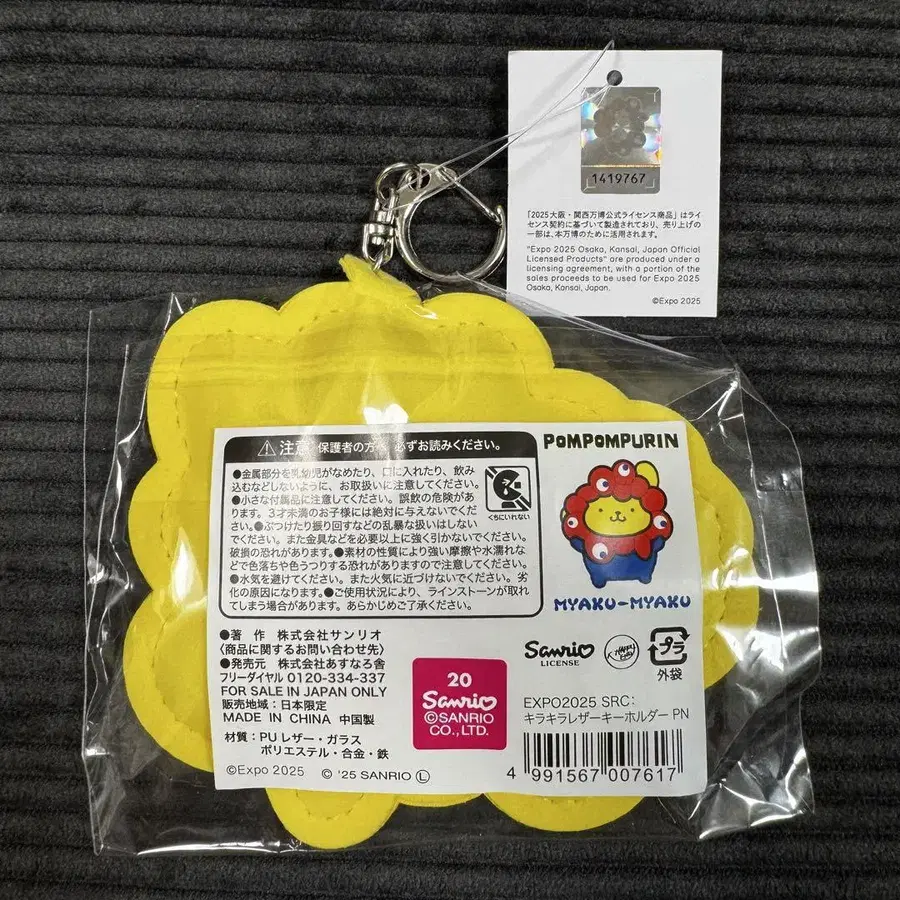 1419767
「2025大阪・関西万博公式ライセンス商品」はライ
センス契約に基づいて製造されており、売り上げの
一部は、本万博のために活用されます。
"Expo 2025 Osaka, Kansai, Japan Official
Licensed Products" are produced under a
licensing agreement, with a portion of the
sales proceeds to be used for Expo 2025
Osaka, Kansai, Japan.
©Expo 2025
注意 保護者の方へ 必ずお読みください。
●金属部分を乳幼児がなめたり、口に入れたり、飲み
込むなどしないように、お取扱いに注意してください。
●小さな付属品に注意してください。誤飲の危険があ
ります。3才未満のお子様には絶対に与えないでくだ
さい。●ぶつけたり振り回すなどの乱暴な扱いはしない
でください。また金具などを必要以上に強く引かないでください。
破損の恐れがあります。●素材の性質により強い摩擦や水濡れな
どで色落ちや色うつりする恐れがありますので注意してください。
●水気を避けてください。また火気に近づけないでください。劣
化の原因になります。●ご使用状況により、ラインストーンが取れ
てしまう場合があります。あらかじめご了承ください。
くちにいれない
POMPOMPURIN
MYAKU-MYAKU
●著 作 株式会社サンリオ
〈商品に関するお問い合わせ先〉
●発売元 株式会社あすなろ舎
フリーダイヤル 0120-334-337
FOR SALE IN JAPAN ONLY
販売地域：日本限定
MADE IN CHINA 中国製
材質：PU レザー・ガラス
ポリエステル・合金・鉄
©Expo 2025 © '25 SANRIO Ⓛ
20
Sanrio
©SANRIO
CO., LTD.
Sanrio
LICENSE
プラ
外袋
EXPO2025 SRC：
キラキラレザーキーホルダー PN
4 991567 007617